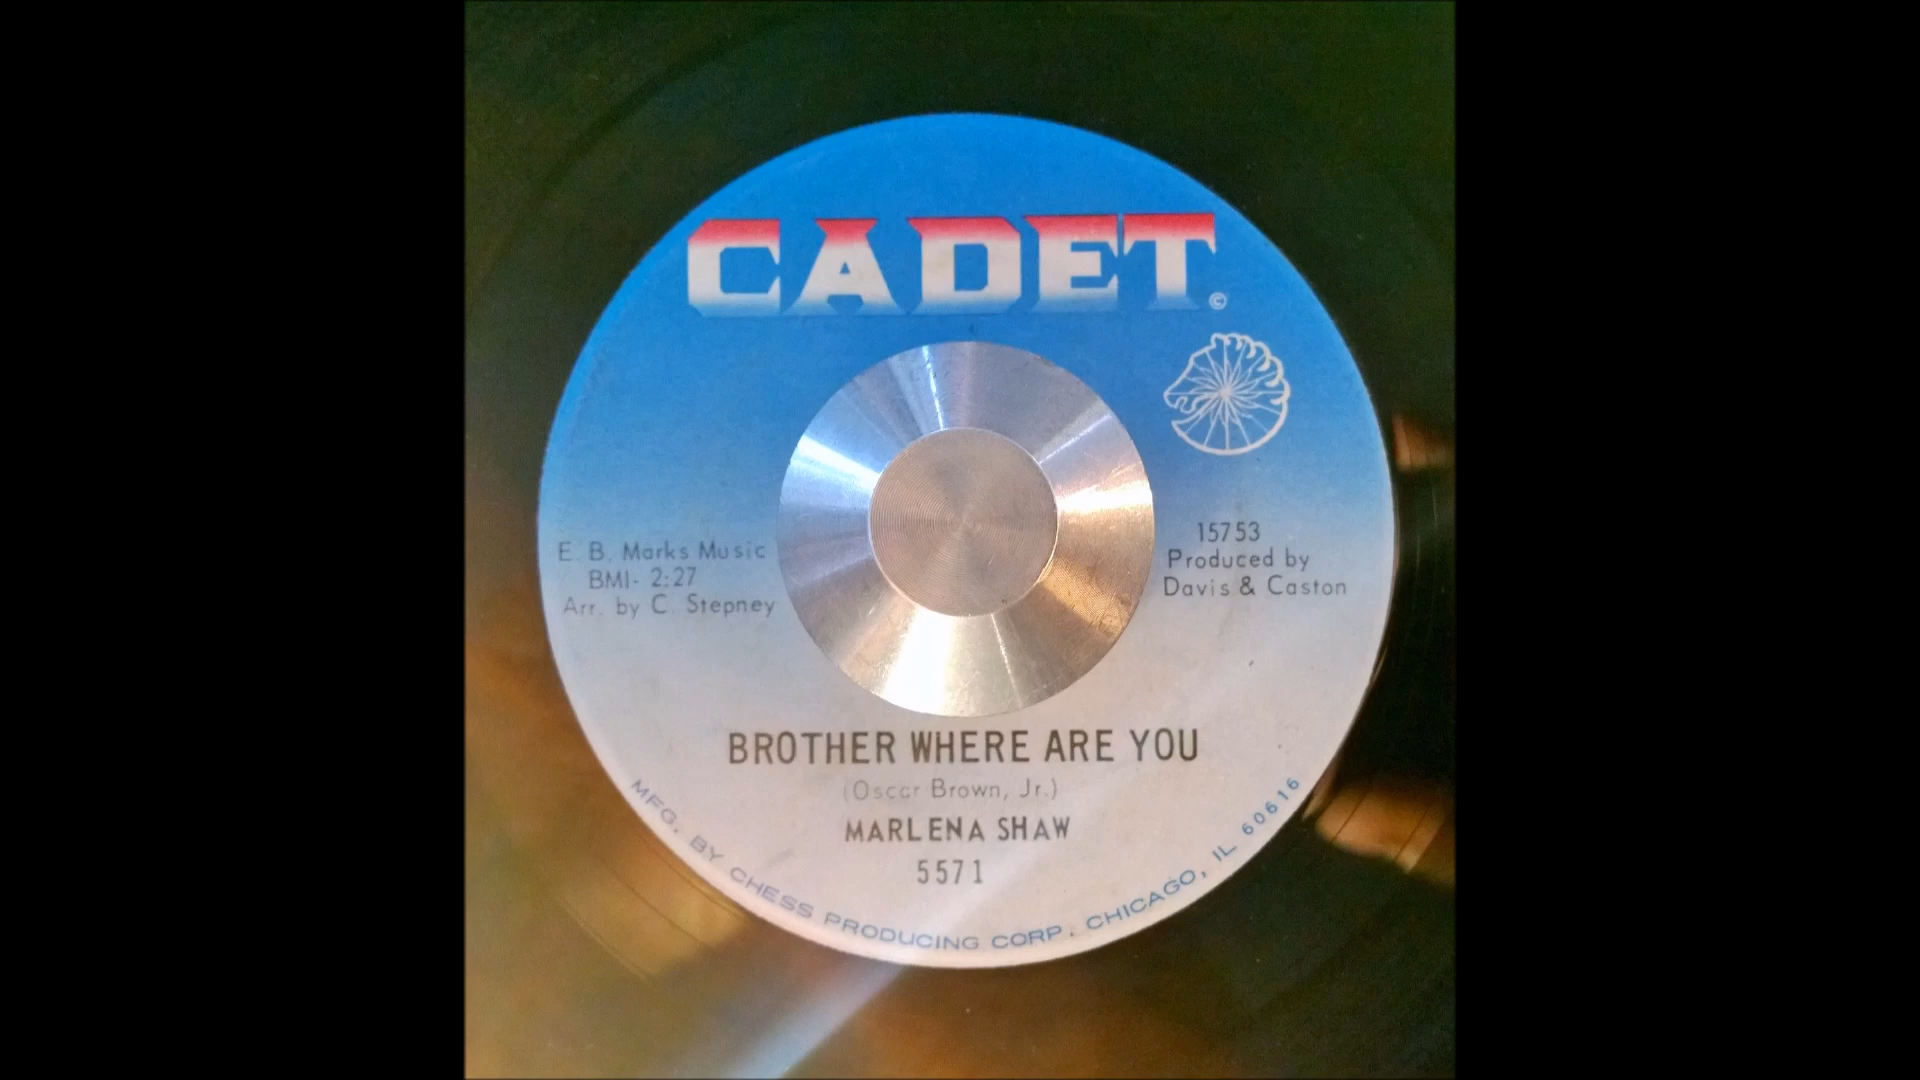 CADET
©
E. B. Marks Music
BMI- 2:27
Arr. by C. Stepney
15753
Produced by
Davis & Caston
BROTHER WHERE ARE YOU
(Oscar Brown, Jr.)
MARLENA SHAW
5571
MFG. BY CHESS PRODUCING CORP. CHICAGO, IL 60616